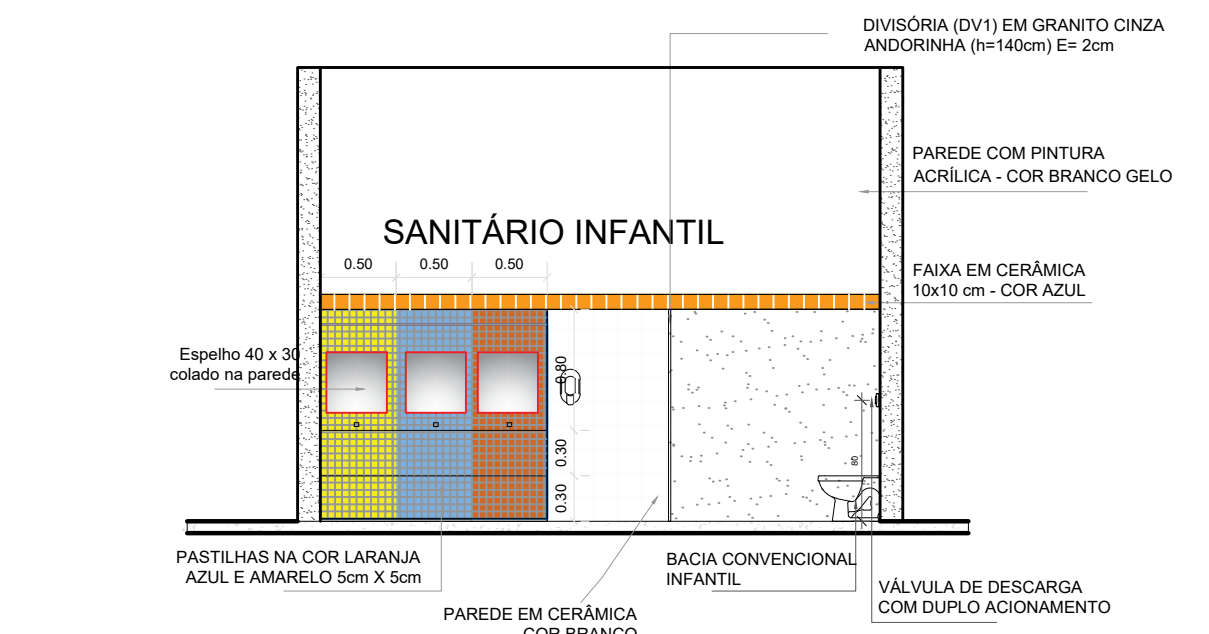 DIVISÓRIA (DV1) EM GRANITO CINZA
ANDORINHA (h=140cm) E= 2cm
PAREDE COM PINTURA
ACRÍLICA - COR BRANCO GELO
SANITÁRIO INFANTIL
0.50 0.50 0.50
FAIXA EM CERÂMICA
10x10 cm - COR AZUL
Espelho 40 x 30
colado na parede
0.80
0.30
0.30
80
PASTILHAS NA COR LARANJA
AZUL E AMARELO 5cm X 5cm
BACIA CONVENCIONAL
INFANTIL
VÁLVULA DE DESCARGA
COM DUPLO ACIONAMENTO
PAREDE EM CERÂMICA
COR BRANCO